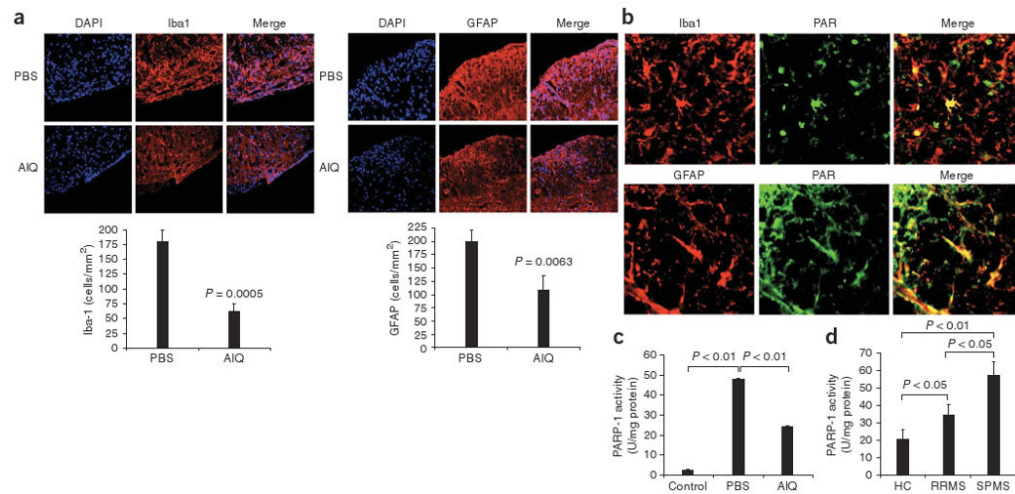 a
DAPI Iba1 Merge
PBS
AIQ
Iba-1 (cells/mm²)
200
175
150
125
100
75
50
25
0
P = 0.0005
PBS AIQ
DAPI GFAP Merge
PBS
AIQ
GFAP (cells/mm²)
225
200
175
150
125
100
75
50
25
0
P = 0.0063
PBS AIQ
b
Iba1 PAR Merge
GFAP PAR Merge
c
PARP-1 activity
(U/mg protein)
60
50
40
30
20
10
0
P < 0.01 P < 0.01
Control PBS AIQ
d
PARP-1 activity
(U/mg protein)
70
60
50
40
30
20
10
0
P < 0.01
P < 0.05
P < 0.05
HC RRMS SPMS